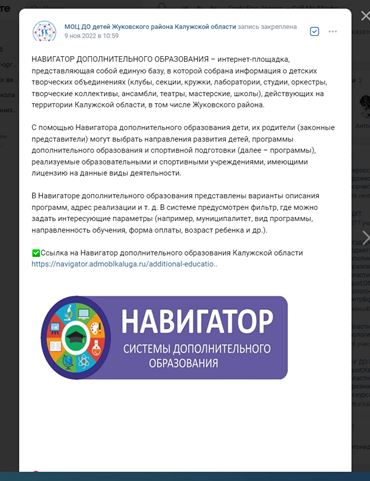 МОЦ ДО детей Жуковского района Калужской области запись закреплена
9 ноя 2022 в 10:59
НАВИГАТОР ДОПОЛНИТЕЛЬНОГО ОБРАЗОВАНИЯ – интернет-площадка,
представляющая собой единую базу, в которой собрана информация о детских
творческих объединениях (клубы, секции, кружки, лаборатории, студии, оркестры,
творческие коллективы, ансамбли, театры, мастерские, школы), действующих на
территории Калужской области, в том числе Жуковского района.
С помощью Навигатора дополнительного образования дети, их родители (законные
представители) могут выбрать направления развития детей, программы
дополнительного образования и спортивной подготовки (далее – программы),
реализуемые образовательными и спортивными учреждениями, имеющими
лицензию на данные виды деятельности.
В Навигаторе дополнительного образования представлены варианты описания
программ, адрес реализации и т. д. В системе предусмотрен фильтр, где можно
задать интересующие параметры (например, муниципалитет, вид программы,
направленность обучения, форма оплаты, возраст ребенка и др.).
✅Ссылка на Навигатор дополнительного образования Калужской области
https://navigator.admoblkaluga.ru/additional-educatio..
НАВИГАТОР
СИСТЕМЫ ДОПОЛНИТЕЛЬНОГО
ОБРАЗОВАНИЯ